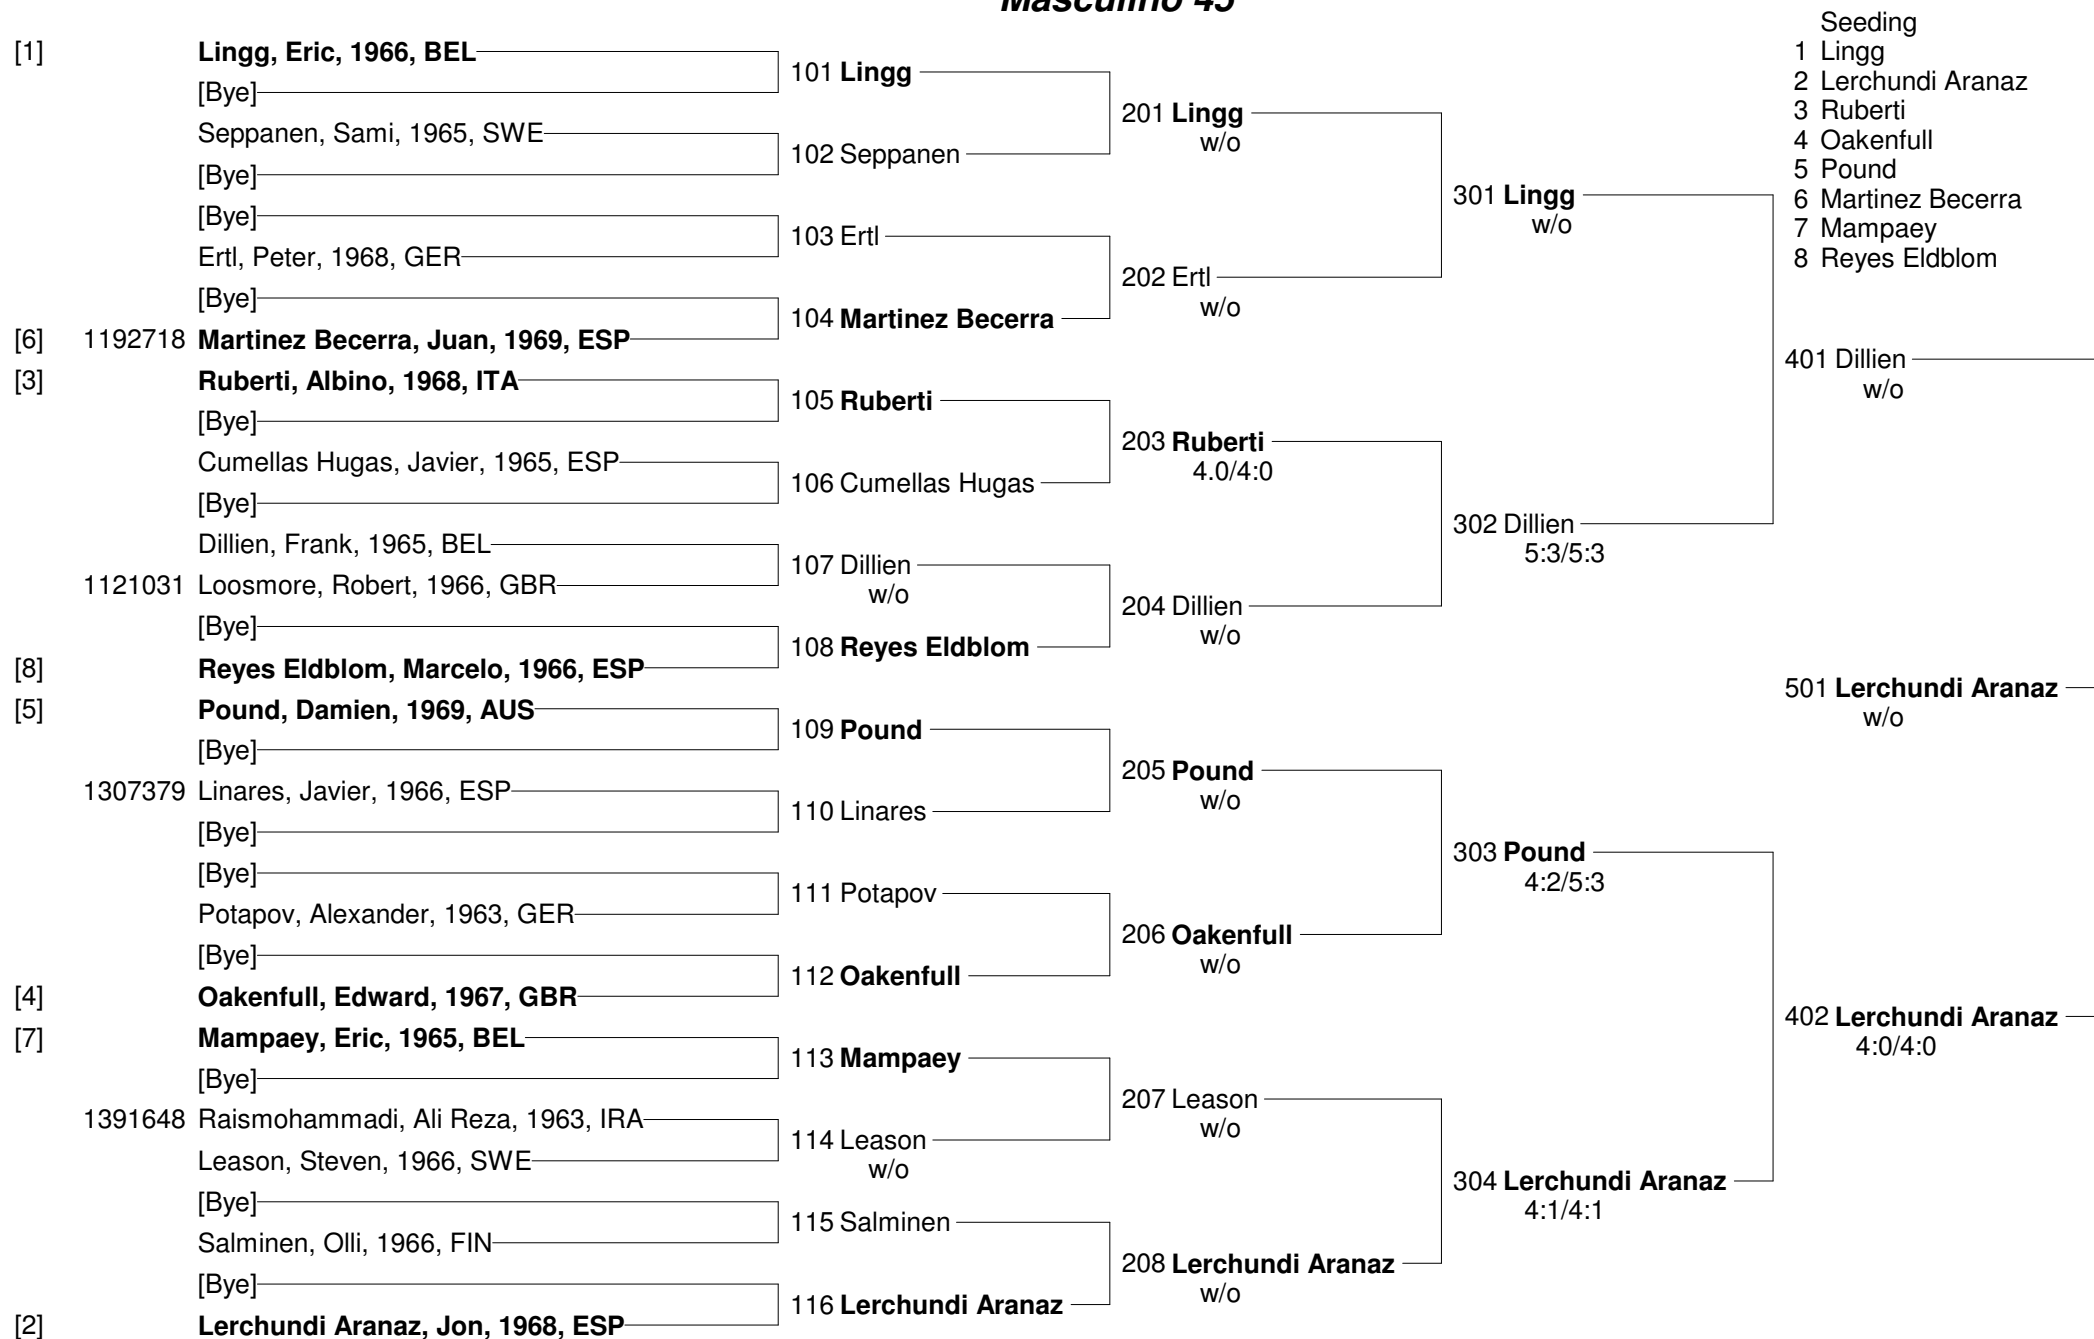 Masculino 45
[1] Lingg, Eric, 1966, BEL
[Bye]
Seppanen, Sami, 1965, SWE
[Bye]
[Bye]
Ertl, Peter, 1968, GER
[Bye]
[6] 1192718 Martinez Becerra, Juan, 1969, ESP
[3] Ruberti, Albino, 1968, ITA
[Bye]
Cumellas Hugas, Javier, 1965, ESP
[Bye]
Dillien, Frank, 1965, BEL
1121031 Loosmore, Robert, 1966, GBR
[Bye]
[8] Reyes Eldblom, Marcelo, 1966, ESP
[5] Pound, Damien, 1969, AUS
[Bye]
1307379 Linares, Javier, 1966, ESP
[Bye]
[Bye]
Potapov, Alexander, 1963, GER
[Bye]
[4] Oakenfull, Edward, 1967, GBR
[7] Mampaey, Eric, 1965, BEL
[Bye]
1391648 Raismohammadi, Ali Reza, 1963, IRA
Leason, Steven, 1966, SWE
[Bye]
Salminen, Olli, 1966, FIN
[Bye]
[2] Lerchundi Aranaz, Jon, 1968, ESP
101 Lingg
102 Seppanen
103 Ertl
104 Martinez Becerra
105 Ruberti
106 Cumellas Hugas
107 Dillien
w/o
108 Reyes Eldblom
109 Pound
110 Linares
111 Potapov
112 Oakenfull
113 Mampaey
114 Leason
w/o
115 Salminen
116 Lerchundi Aranaz
201 Lingg
w/o
202 Ertl
w/o
203 Ruberti
4.0/4:0
204 Dillien
w/o
205 Pound
w/o
206 Oakenfull
w/o
207 Leason
w/o
208 Lerchundi Aranaz
w/o
301 Lingg
w/o
302 Dillien
5:3/5:3
303 Pound
4:2/5:3
304 Lerchundi Aranaz
4:1/4:1
Seeding
1 Lingg
2 Lerchundi Aranaz
3 Ruberti
4 Oakenfull
5 Pound
6 Martinez Becerra
7 Mampaey
8 Reyes Eldblom
401 Dillien
w/o
501 Lerchundi Aranaz
w/o
402 Lerchundi Aranaz
4:0/4:0